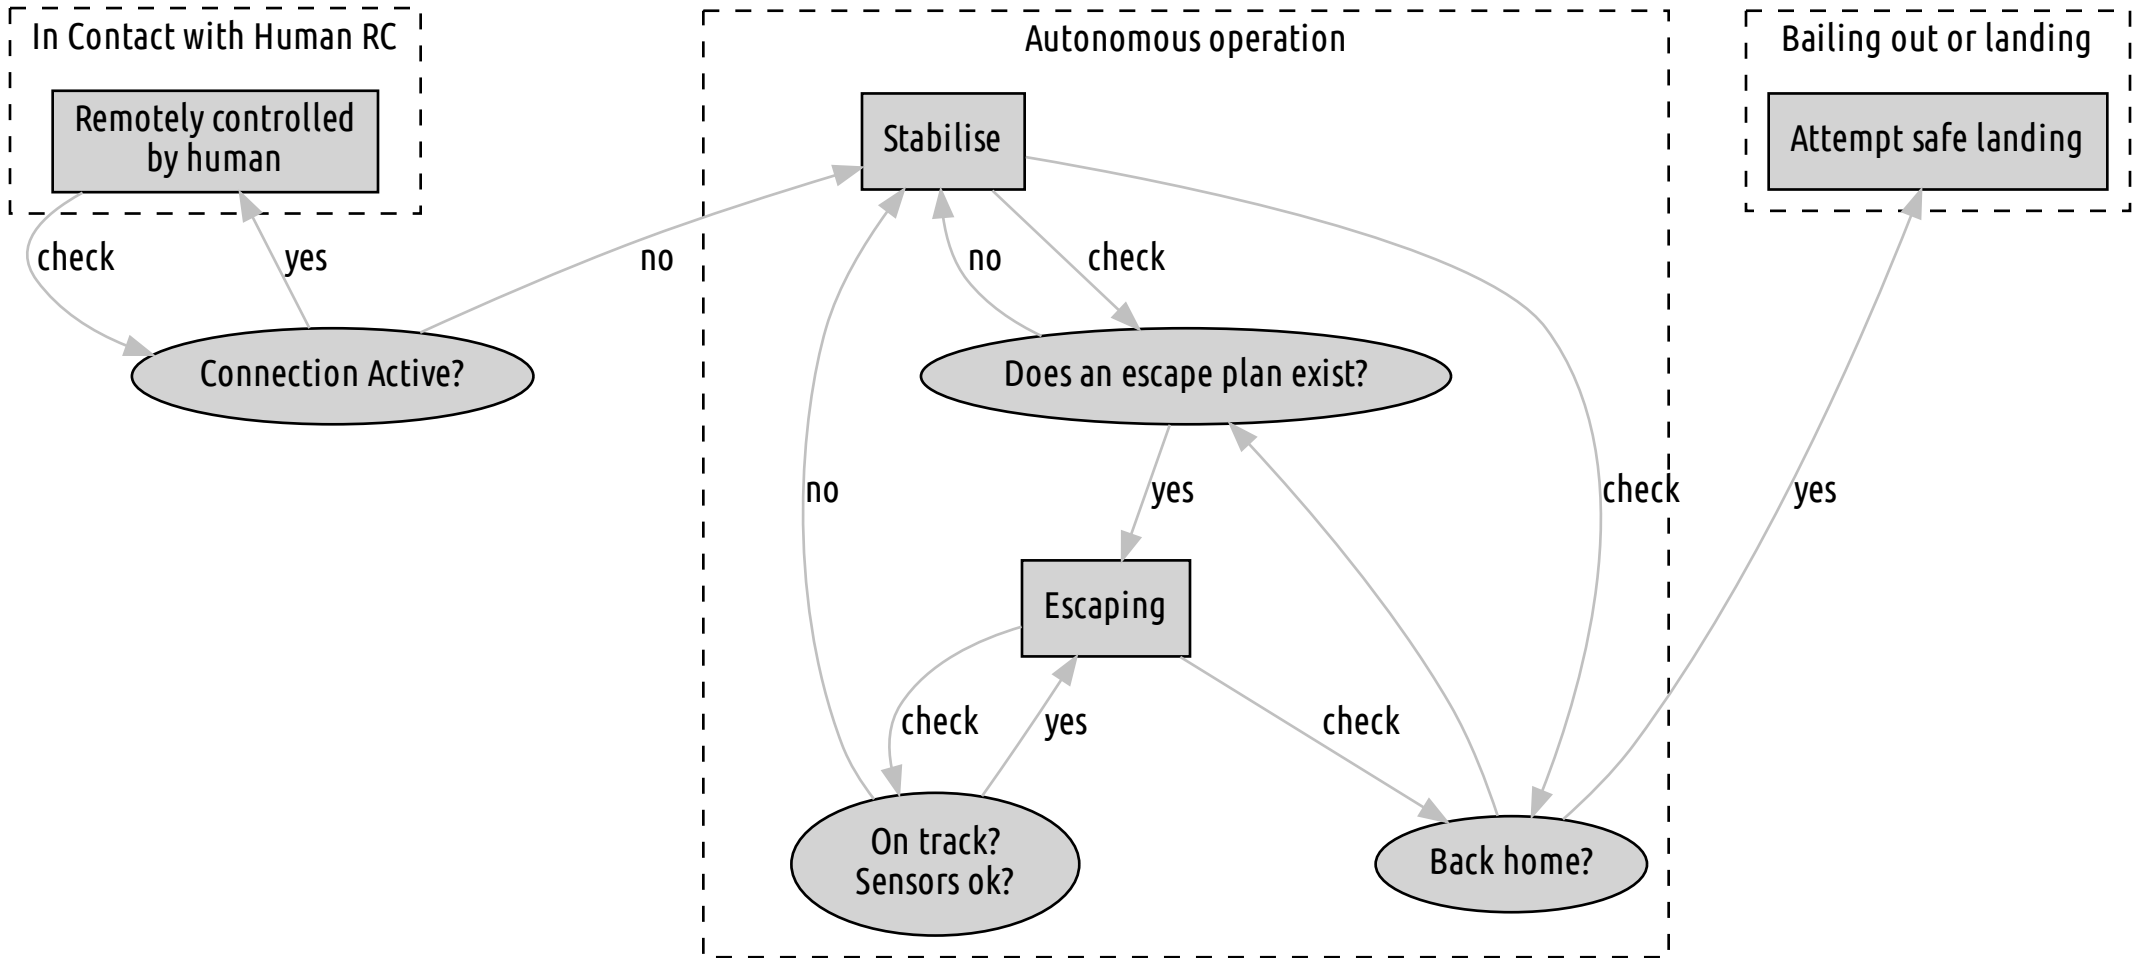 In Contact with Human RC
Remotely controlled
by human
check
yes
Connection Active?
no
Autonomous operation
Stabilise
no
check
Does an escape plan exist?
no
yes
check
Escaping
check
yes
check
On track?
Sensors ok?
Back home?
Bailing out or landing
Attempt safe landing
yes